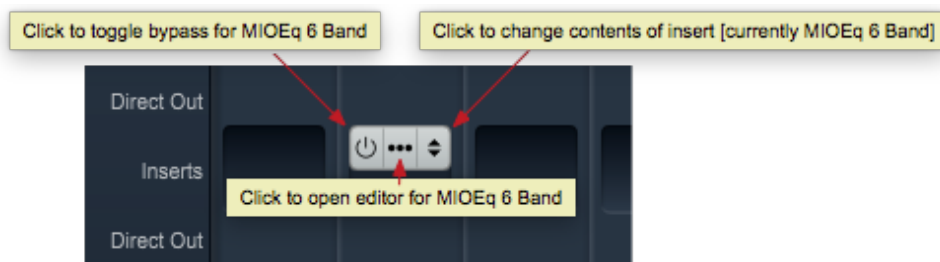 Click to toggle bypass for MIOEq 6 Band
Click to change contents of insert [currently MIOEq 6 Band]
Direct Out
Inserts
Click to open editor for MIOEq 6 Band
Direct Out